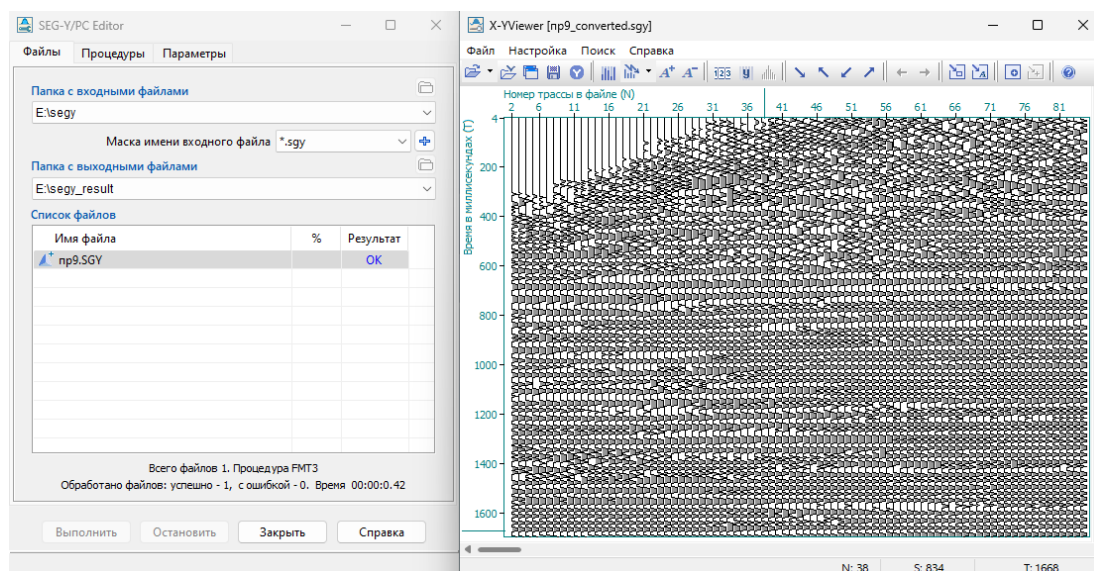 SEG-Y/PC Editor
Файлы Процедуры Параметры
Папка с входными файлами
E:\segy
Маска имени входного файла *.sgy
Папка с выходными файлами
E:\segy_result
Список файлов
Имя файла % Результат
np9.SGY OK
Всего файлов 1. Процедура FMT3
Обработано файлов: успешно - 1, с ошибкой - 0. Время 00:00:0.42
Выполнить Остановить Закрыть Справка
X-YViewer [np9_converted.sgy]
Файл Настройка Поиск Справка
A+ A- 123 y
Номер трассы в файле (N)
2 6 11 16 21 26 31 36 41 46 51 56 61 66 71 76 81
Время в миллисекундах (T)
4
200
400
600
800
1000
1200
1400
1600
N: 38 S: 834 T: 1668